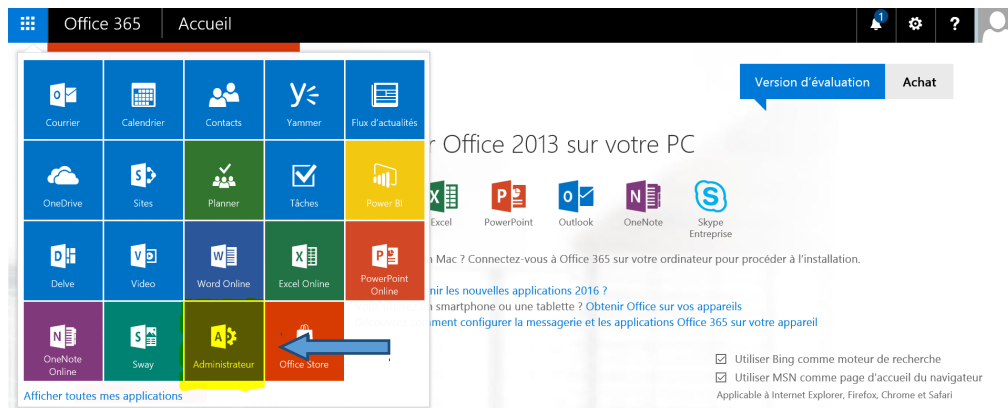 Office 365 Accueil 1 ?
Version d'évaluation Achat
Courrier Calendrier Contacts Yammer Flux d'actualités
r Office 2013 sur votre PC
OneDrive Sites Planner Tâches Power BI
Excel PowerPoint Outlook OneNote Skype Entreprise
Delve Video Word Online Excel Online PowerPoint Online
Mac ? Connectez-vous à Office 365 sur votre ordinateur pour procéder à l'installation.
nir les nouvelles applications 2016 ?
smartphone ou une tablette ? Obtenir Office sur vos appareils
mment configurer la messagerie et les applications Office 365 sur votre appareil
OneNote Online Sway Administrateur Office Store
Utiliser Bing comme moteur de recherche
Utiliser MSN comme page d'accueil du navigateur
Applicable à Internet Explorer, Firefox, Chrome et Safari
Afficher toutes mes applications